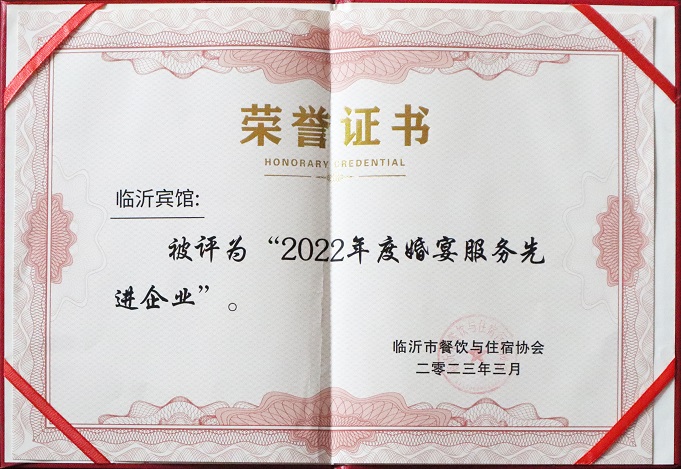 荣誉证书
HONORARY CREDENTIAL
临沂宾馆:
被评为“2022年度婚宴服务先
进企业”。
临沂市餐饮与住宿协会
二零二三年三月